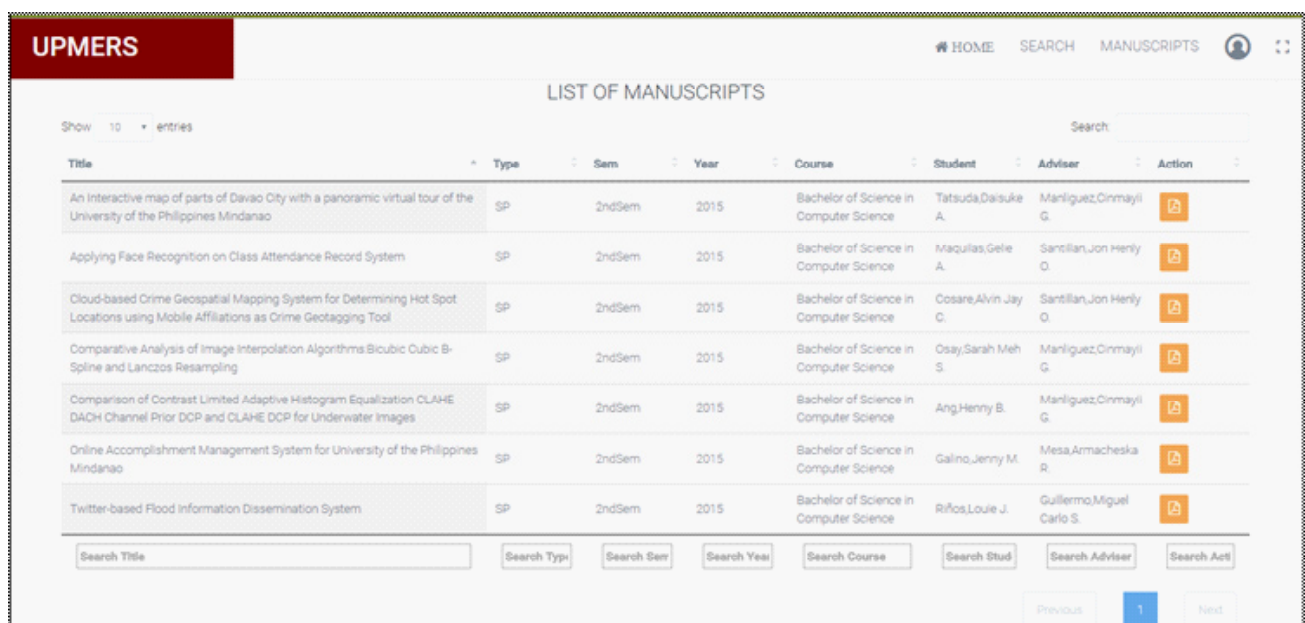 UPMERS
HOME SEARCH MANUSCRIPTS
LIST OF MANUSCRIPTS
Show 10 entries
Search:
Title Type Sem Year Course Student Adviser Action
An Interactive map of parts of Davao City with a panoramic virtual tour of the
University of the Philippines Mindanao
SP 2ndSem 2015
Bachelor of Science in
Computer Science
Tatsuda,Daisuke
A.
Manliguez,Cinmayii
G.
Applying Face Recognition on Class Attendance Record System
SP 2ndSem 2015
Bachelor of Science in
Computer Science
Maquilas,Gelie
A.
Santillan,Jon Henly
O.
Cloud-based Crime Geospatial Mapping System for Determining Hot Spot
Locations using Mobile Affiliations as Crime Geotagging Tool
SP 2ndSem 2015
Bachelor of Science in
Computer Science
Cosare,Alvin Jay
C.
Santillan,Jon Henly
O.
Comparative Analysis of Image Interpolation Algorithms:Bicubic Cubic B-
Spline and Lanczos Resampling
SP 2ndSem 2015
Bachelor of Science in
Computer Science
Osay,Sarah Meh
S.
Manliguez,Cinmayii
G.
Comparison of Contrast Limited Adaptive Histogram Equalization CLAHE
DACH Channel Prior DCP and CLAHE DCP for Underwater Images
SP 2ndSem 2015
Bachelor of Science in
Computer Science
Ang,Henny B.
Manliguez,Cinmayii
G.
Online Accomplishment Management System for University of the Philippines
Mindanao
SP 2ndSem 2015
Bachelor of Science in
Computer Science
Galino,Jenny M.
Mesa,Armacheska
R.
Twitter-based Flood Information Dissemination System
SP 2ndSem 2015
Bachelor of Science in
Computer Science
Riños,Louie J.
Guillermo,Miguel
Carlo S.
Search Title Search Type Search Sem Search Year Search Course Search Stud Search Adviser Search Acti
Previous 1 Next